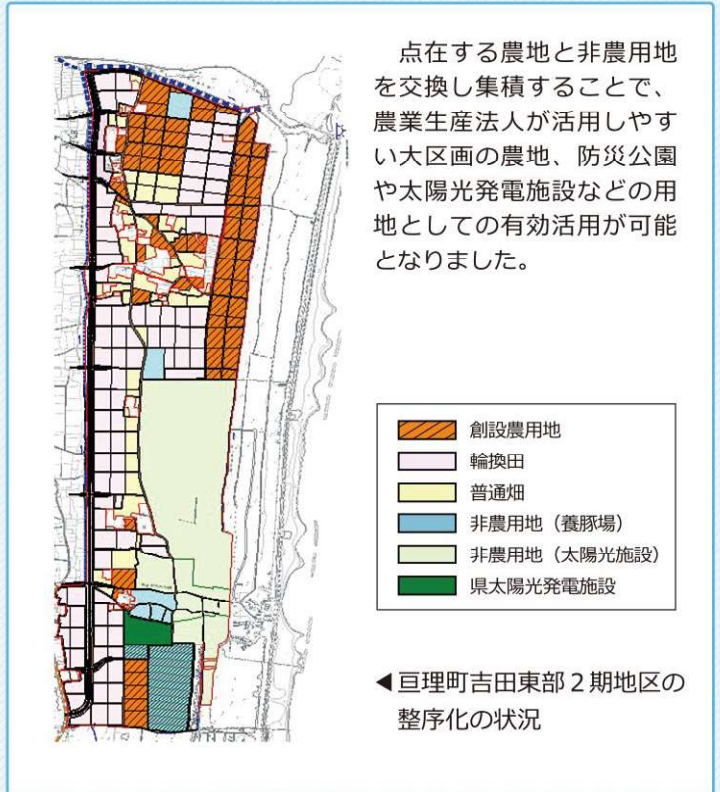 点在する農地と非農用地
を交換し集積することで、
農業生産法人が活用しやす
い大区画の農地、防災公園
や太陽光発電施設などの用
地としての有効活用が可能
となりました。
創設農用地
輪換田
普通畑
非農用地（養豚場）
非農用地（太陽光施設）
県太陽光発電施設
◀亘理町吉田東部２期地区の
整序化の状況